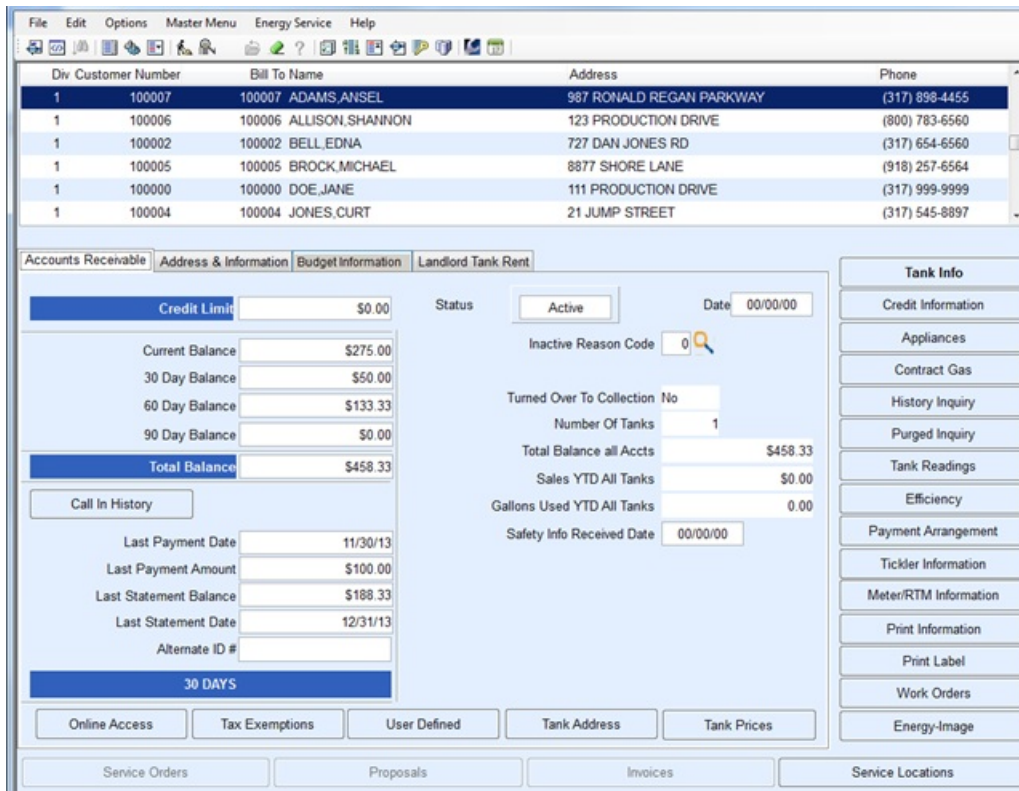 File Edit Options Master Menu Energy Service Help
Div Customer Number Bill To Name Address Phone
1 100007 100007 ADAMS,ANSEL 987 RONALD REGAN PARKWAY (317) 898-4455
1 100006 100006 ALLISON,SHANNON 123 PRODUCTION DRIVE (800) 783-6560
1 100002 100002 BELL,EDNA 727 DAN JONES RD (317) 654-6560
1 100005 100005 BROCK,MICHAEL 8877 SHORE LANE (918) 257-6564
1 100000 100000 DOE,JANE 111 PRODUCTION DRIVE (317) 999-9999
1 100004 100004 JONES,CURT 21 JUMP STREET (317) 545-8897
Accounts Receivable Address & Information Budget Information Landlord Tank Rent
Credit Limit $0.00
Current Balance $275.00
30 Day Balance $50.00
60 Day Balance $133.33
90 Day Balance $0.00
Total Balance $458.33
Call In History
Last Payment Date 11/30/13
Last Payment Amount $100.00
Last Statement Balance $188.33
Last Statement Date 12/31/13
Alternate ID #
30 DAYS
Status Active Date 00/00/00
Inactive Reason Code 0
Turned Over To Collection No
Number Of Tanks 1
Total Balance all Accts $458.33
Sales YTD All Tanks $0.00
Gallons Used YTD All Tanks 0.00
Safety Info Received Date 00/00/00
Online Access Tax Exemptions User Defined Tank Address Tank Prices
Tank Info
Credit Information
Appliances
Contract Gas
History Inquiry
Purged Inquiry
Tank Readings
Efficiency
Payment Arrangement
Tickler Information
Meter/RTM Information
Print Information
Print Label
Work Orders
Energy-Image
Service Orders Proposals Invoices Service Locations